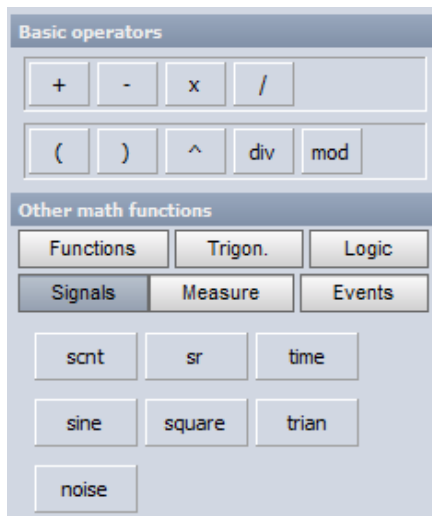 Basic operators
+ - x /
( ) ^ div mod
Other math functions
Functions Trigon. Logic
Signals Measure Events
scnt sr time
sine square trian
noise